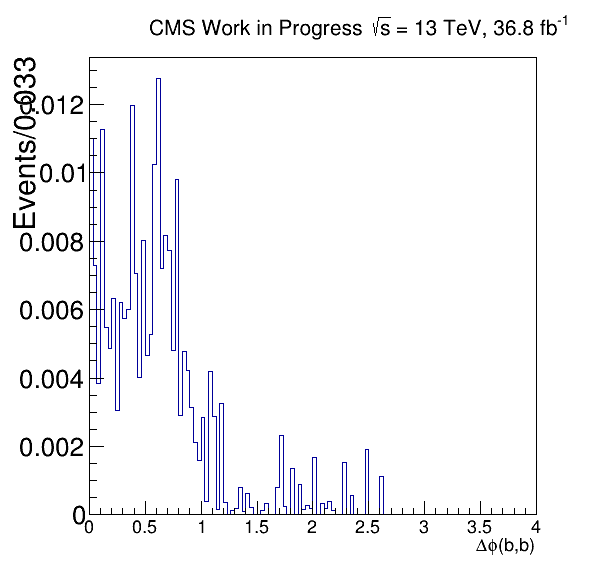 CMS Work in Progress √s = 13 TeV, 36.8 fb⁻¹
Events/0.033
0.012
0.01
0.008
0.006
0.004
0.002
0
0 0.5 1 1.5 2 2.5 3 3.5 4
Δϕ(b,b)